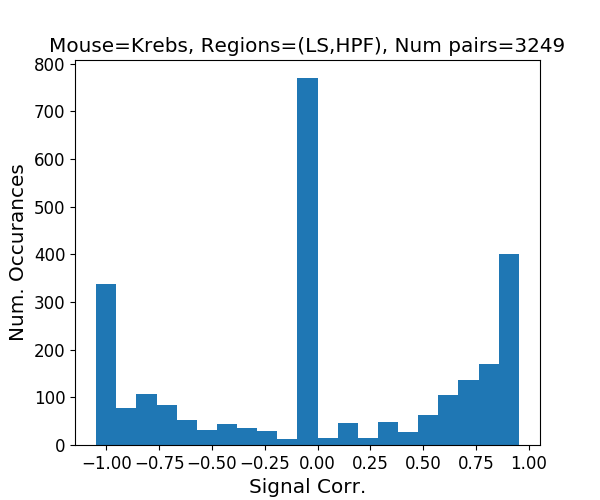 Mouse=Krebs, Regions=(LS,HPF), Num pairs=3249
800
700
600
500
400
300
200
100
0
Num. Occurances
−1.00 −0.75 −0.50 −0.25 0.00 0.25 0.50 0.75 1.00
Signal Corr.